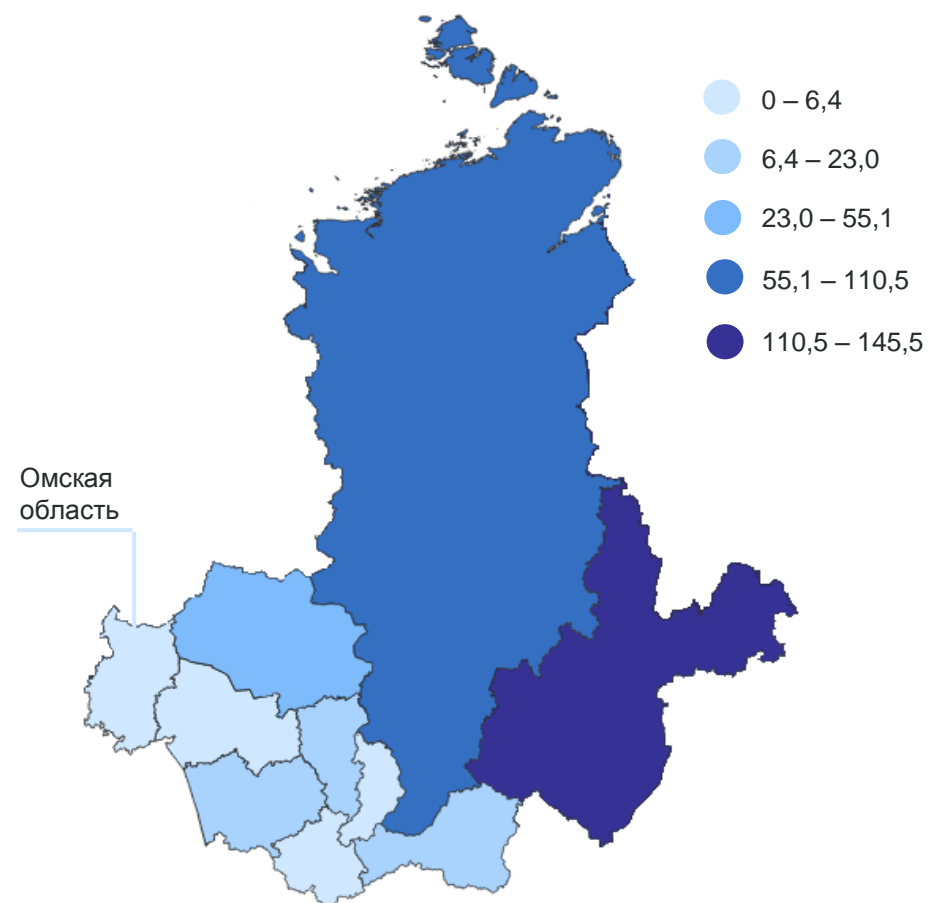 0 – 6,4
6,4 – 23,0
23,0 – 55,1
55,1 – 110,5
110,5 – 145,5
Омская
область